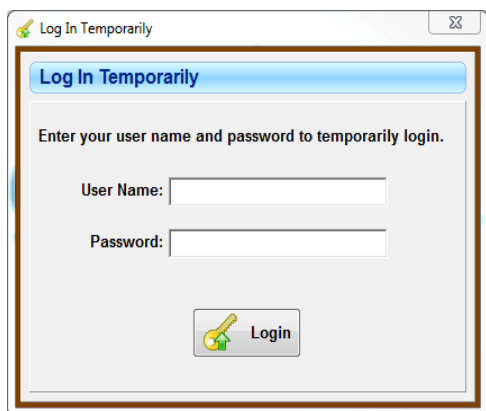 Log In Temporarily
Log In Temporarily
Enter your user name and password to temporarily login.
User Name:
Password:
Login